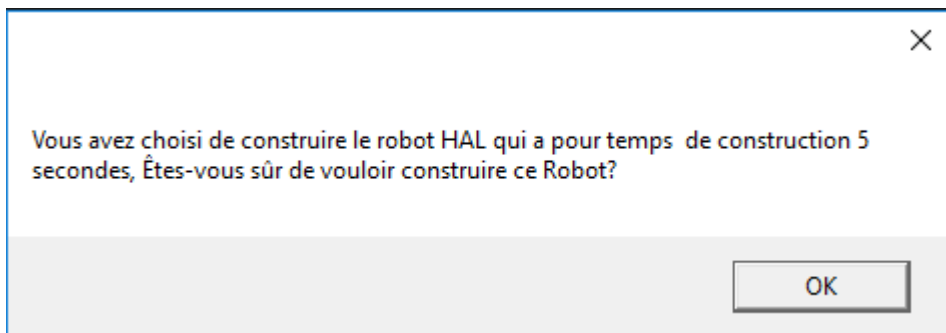 Vous avez choisi de construire le robot HAL qui a pour temps  de construction 5
secondes, Êtes-vous sûr de vouloir construire ce Robot?
OK